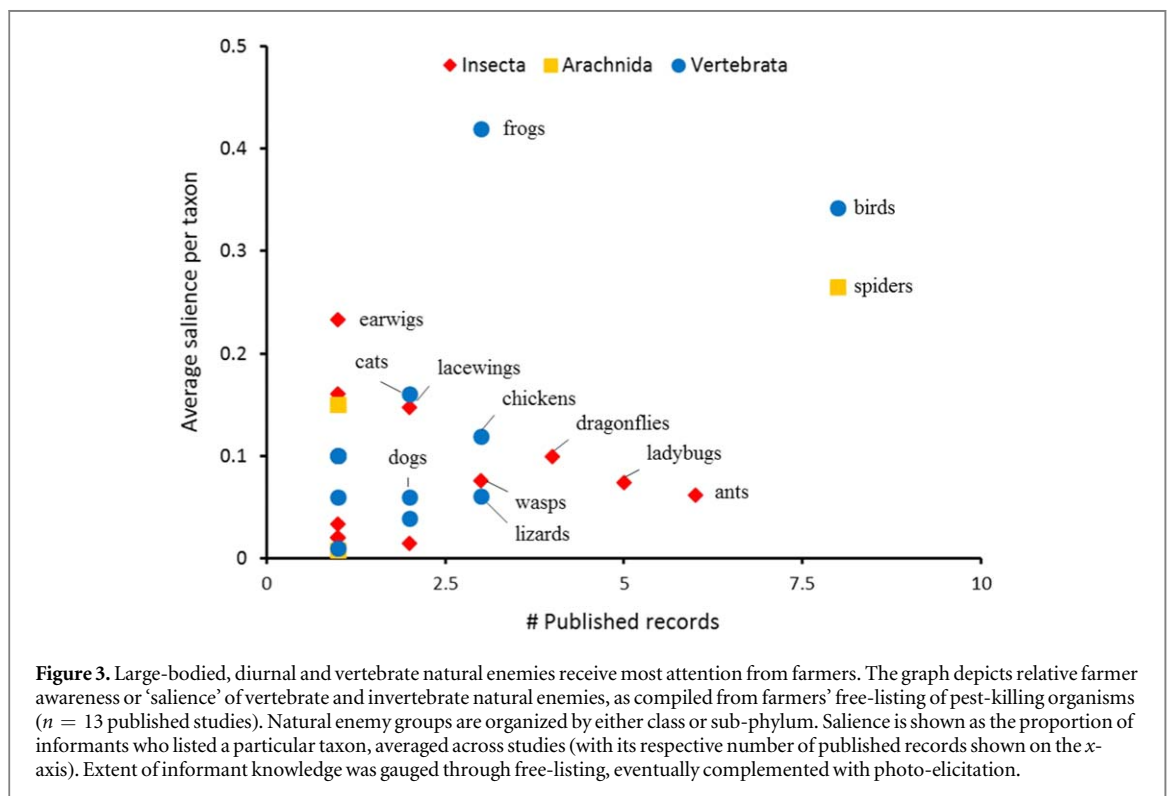 0.5
Insecta Arachnida Vertebrata
frogs
0.4
birds
0.3
spiders
earwigs
0.2
cats
lacewings
chickens
dragonflies
0.1
dogs
ladybugs
ants
wasps
lizards
0
0 2.5 5 7.5 10
Average salience per taxon
# Published records
Figure 3. Large-bodied, diurnal and vertebrate natural enemies receive most attention from farmers. The graph depicts relative farmer
awareness or ‘salience’ of vertebrate and invertebrate natural enemies, as compiled from farmers’ free-listing of pest-killing organisms
(n = 13 published studies). Natural enemy groups are organized by either class or sub-phylum. Salience is shown as the proportion of
informants who listed a particular taxon, averaged across studies (with its respective number of published records shown on the x-
axis). Extent of informant knowledge was gauged through free-listing, eventually complemented with photo-elicitation.